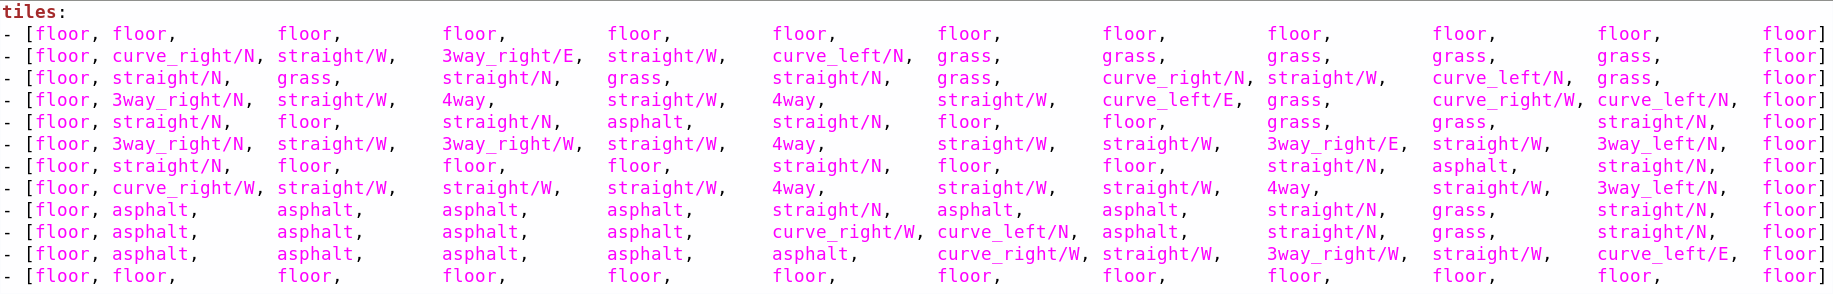 tiles:
- [floor, floor, floor, floor, floor, floor, floor, floor, floor, floor, floor, floor]
- [floor, curve_right/N, straight/W, 3way_right/E, straight/W, curve_left/N, grass, grass, grass, grass, grass, floor]
- [floor, straight/N, grass, straight/N, grass, straight/N, grass, curve_right/N, straight/W, curve_left/N, grass, floor]
- [floor, 3way_right/N, straight/W, 4way, straight/W, 4way, straight/W, curve_left/E, grass, curve_right/W, curve_left/N, floor]
- [floor, straight/N, floor, straight/N, asphalt, straight/N, floor, floor, grass, grass, straight/N, floor]
- [floor, 3way_right/N, straight/W, 3way_right/W, straight/W, 4way, straight/W, straight/W, 3way_right/E, straight/W, 3way_left/N, floor]
- [floor, straight/N, floor, floor, floor, straight/N, floor, floor, straight/N, asphalt, straight/N, floor]
- [floor, curve_right/W, straight/W, straight/W, straight/W, 4way, straight/W, straight/W, 4way, straight/W, 3way_left/N, floor]
- [floor, asphalt, asphalt, asphalt, asphalt, straight/N, asphalt, asphalt, straight/N, grass, straight/N, floor]
- [floor, asphalt, asphalt, asphalt, asphalt, curve_right/W, curve_left/N, asphalt, straight/N, grass, straight/N, floor]
- [floor, asphalt, asphalt, asphalt, asphalt, asphalt, curve_right/W, straight/W, 3way_right/W, straight/W, curve_left/E, floor]
- [floor, floor, floor, floor, floor, floor, floor, floor, floor, floor, floor, floor]